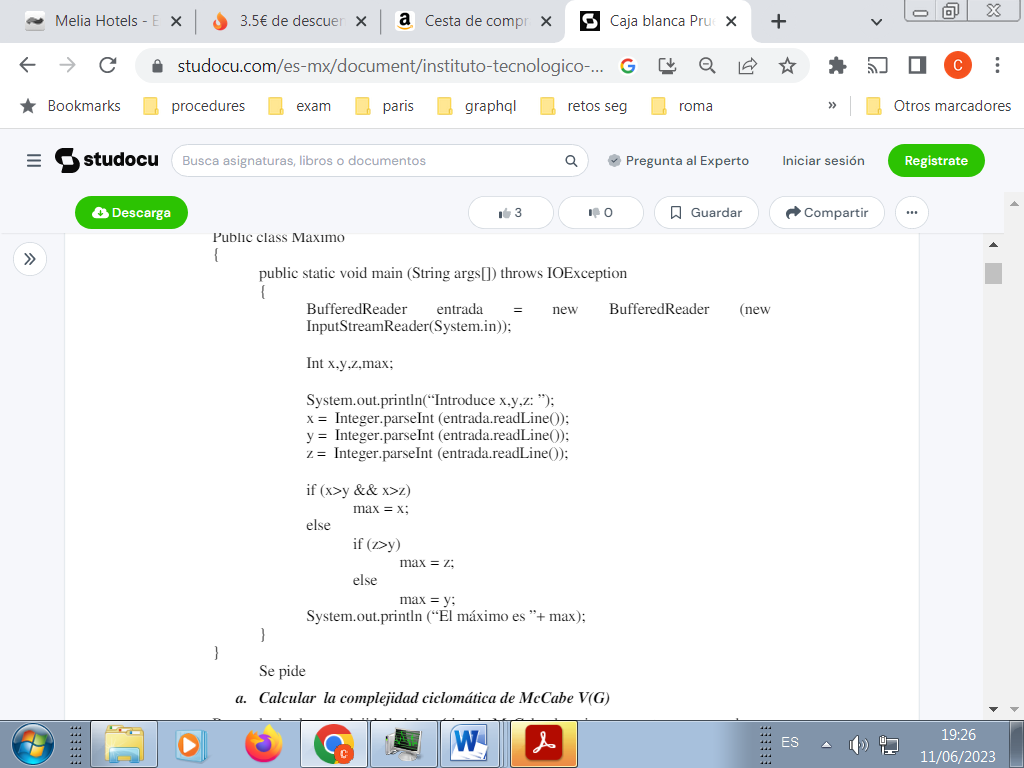 Melia Hotels - E
3.5€ de descuen
Cesta de compr
Caja blanca Prue
studocu.com/es-mx/document/instituto-tecnologico-...
C
Bookmarks
procedures
exam
paris
graphql
retos seg
roma
»
Otros marcadores
studocu
Busca asignaturas, libros o documentos
Pregunta al Experto
Iniciar sesión
Regístrate
Descarga
3
0
Guardar
Compartir
Public class Maximo
{
public static void main (String args[]) throws IOException
{
BufferedReader entrada = new BufferedReader (new
InputStreamReader(System.in));
Int x,y,z,max;
System.out.println(“Introduce x,y,z: ”);
x = Integer.parseInt (entrada.readLine());
y = Integer.parseInt (entrada.readLine());
z = Integer.parseInt (entrada.readLine());
if (x>y && x>z)
max = x;
else
if (z>y)
max = z;
else
max = y;
System.out.println (“El máximo es ”+ max);
}
}
Se pide
a. Calcular la complejidad ciclomática de McCabe V(G)
ES
19:26
11/06/2023